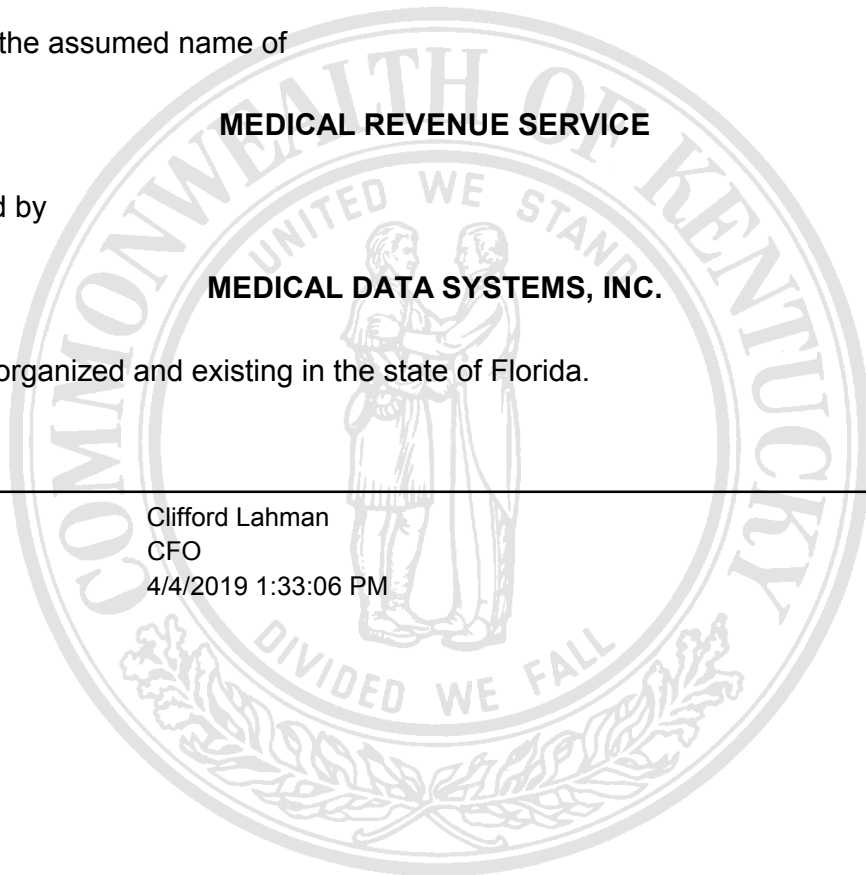 the assumed name of
MEDICAL REVENUE SERVICE
d by
MEDICAL DATA SYSTEMS, INC.
organized and existing in the state of Florida.
Clifford Lahman
CFO
4/4/2019 1:33:06 PM
COMMONWEALTH OF KENTUCKY
UNITED WE STAND
DIVIDED WE FALL